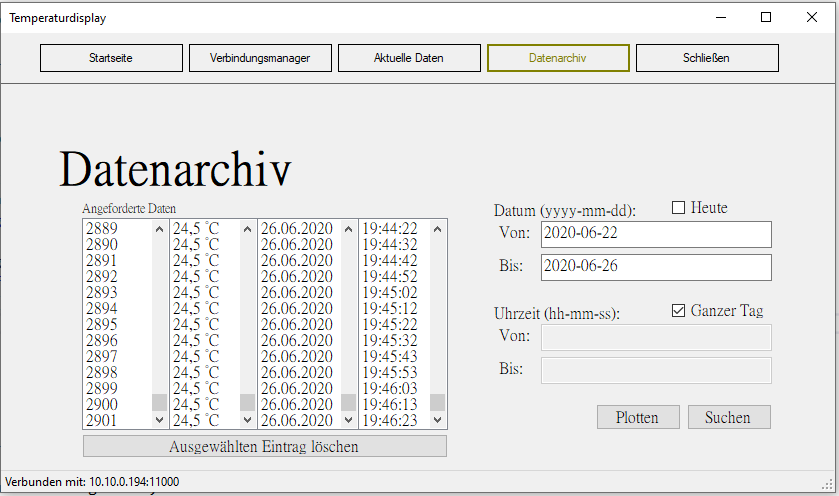 Temperaturdisplay
Startseite Verbindungsmanager Aktuelle Daten Datenarchiv Schließen
Datenarchiv
Angeforderte Daten
2889 24,5 °C 26.06.2020 19:44:22
2890 24,5 °C 26.06.2020 19:44:32
2891 24,5 °C 26.06.2020 19:44:42
2892 24,5 °C 26.06.2020 19:44:52
2893 24,5 °C 26.06.2020 19:45:02
2894 24,5 °C 26.06.2020 19:45:12
2895 24,5 °C 26.06.2020 19:45:22
2896 24,5 °C 26.06.2020 19:45:32
2897 24,5 °C 26.06.2020 19:45:43
2898 24,5 °C 26.06.2020 19:45:53
2899 24,5 °C 26.06.2020 19:46:03
2900 24,5 °C 26.06.2020 19:46:13
2901 24,5 °C 26.06.2020 19:46:23
Ausgewählten Eintrag löschen
Datum (yyyy-mm-dd): Heute
Von: 2020-06-22
Bis: 2020-06-26
Uhrzeit (hh-mm-ss): Ganzer Tag
Von:
Bis:
Plotten Suchen
Verbunden mit: 10.10.0.194:11000